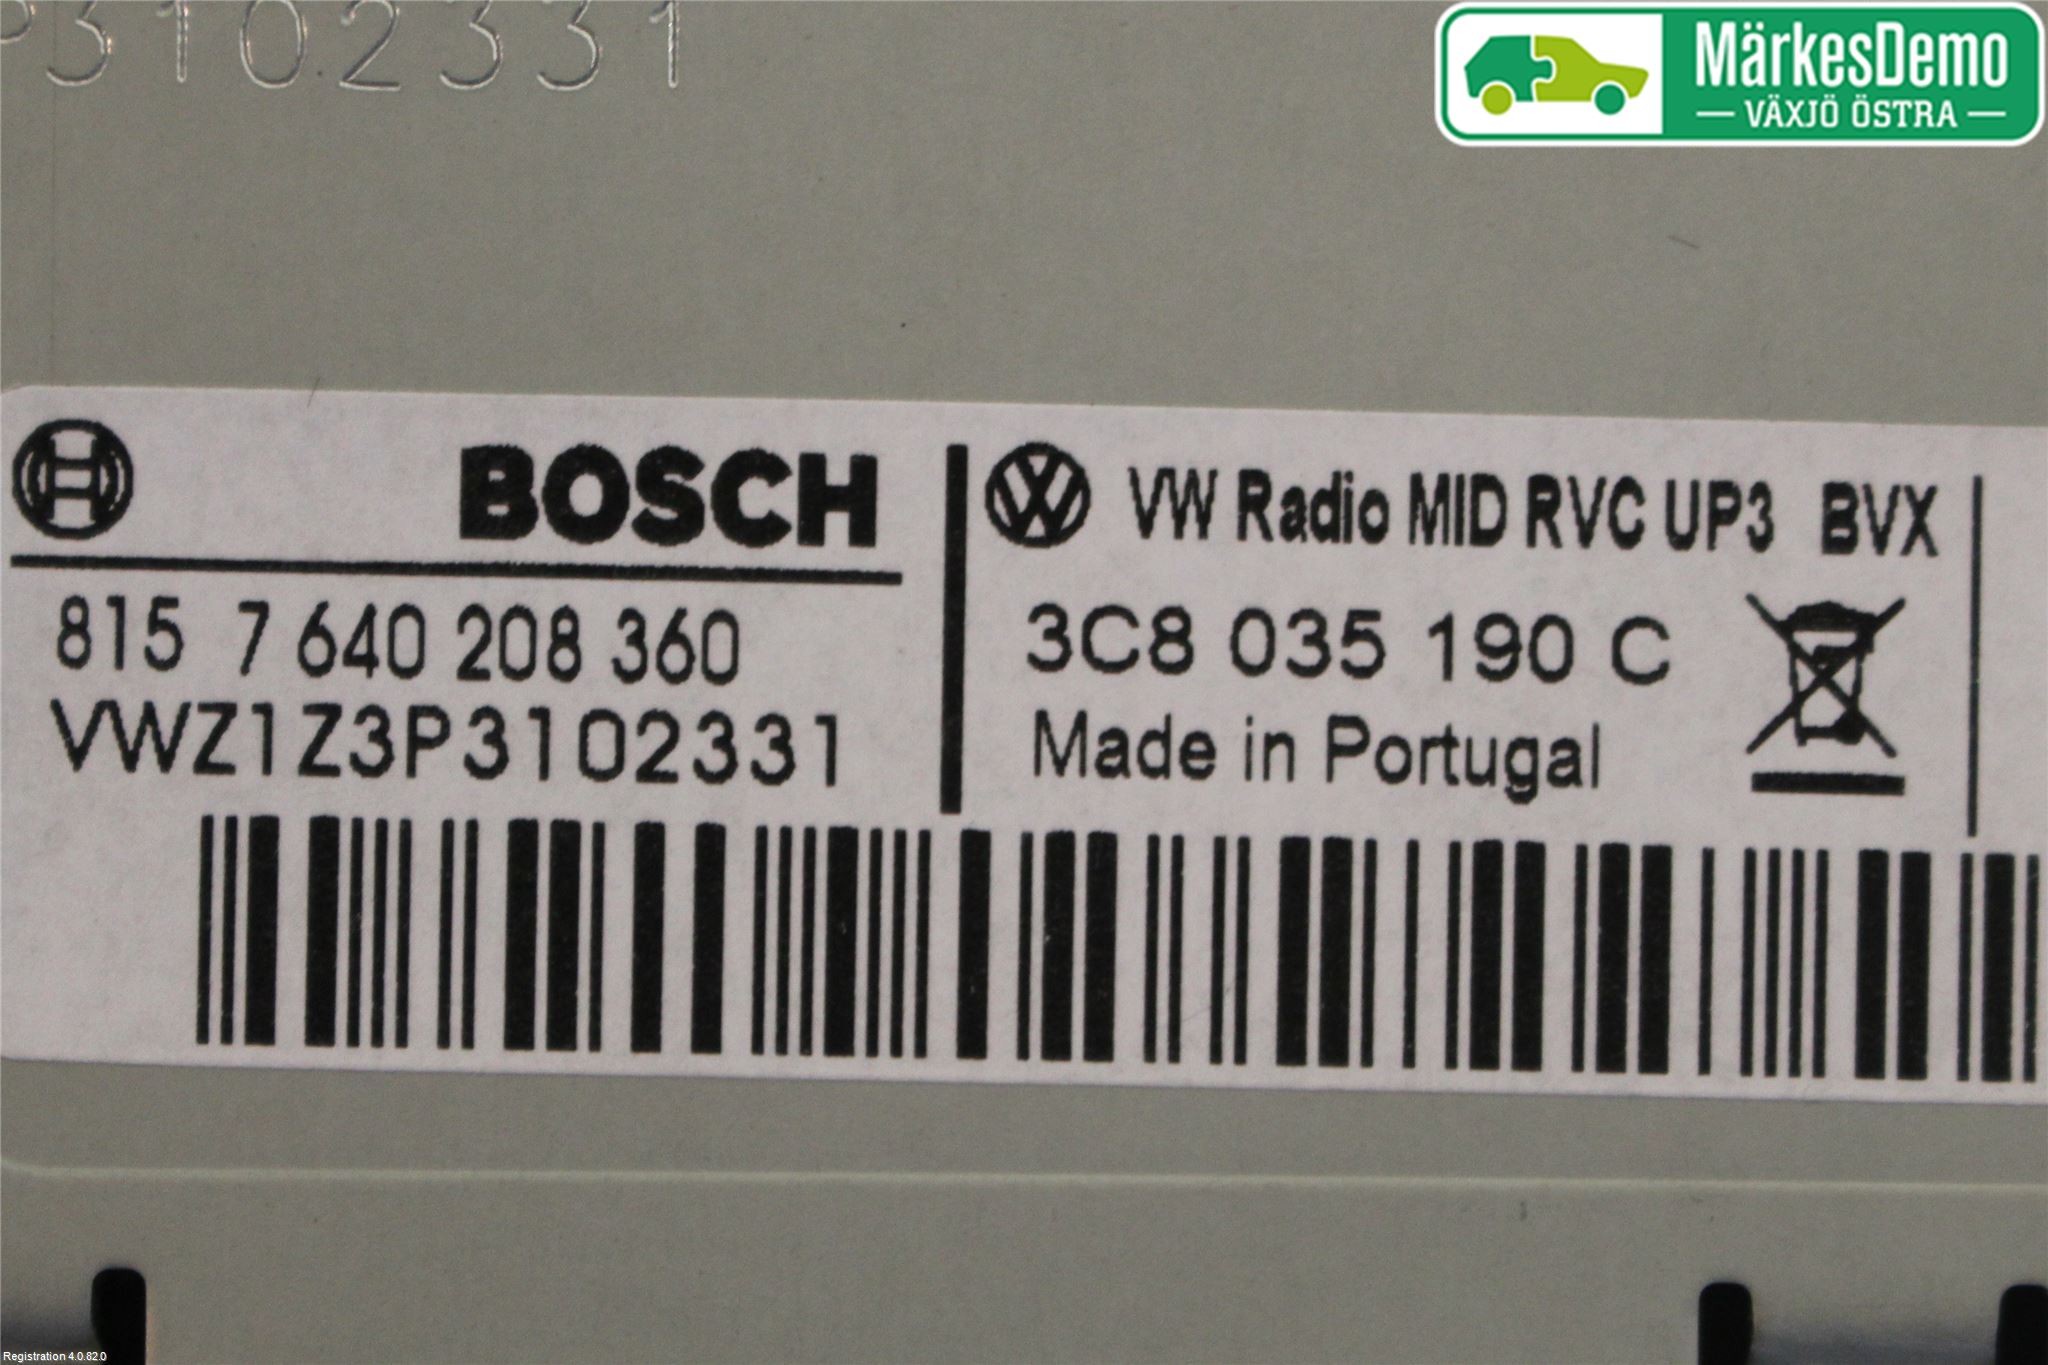 P3102331
MärkesDemo
VÄXJÖ ÖSTRA
BOSCH
815 7 640 208 360
VWZ1Z3P3102331
VW Radio MID RVC UP3 BVX
3C8 035 190 C
Made in Portugal
Registration 4.0.82.0